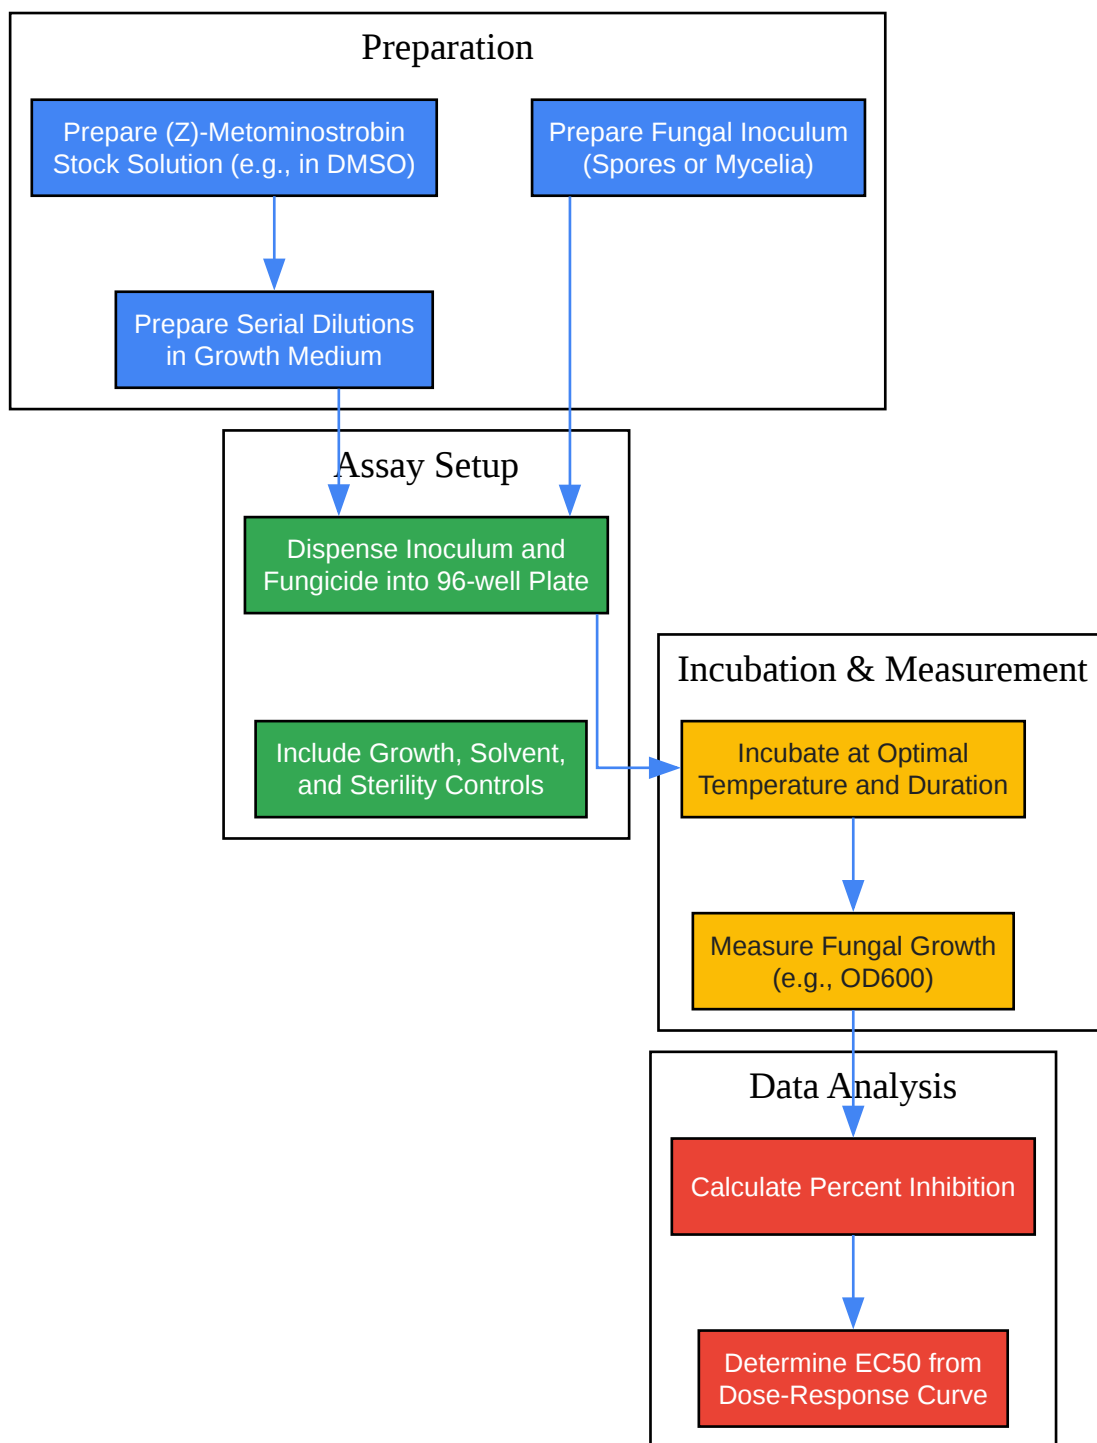 Preparation
Prepare (Z)-Metominostrobin
Stock Solution (e.g., in DMSO)
Prepare Fungal Inoculum
(Spores or Mycelia)
Prepare Serial Dilutions
in Growth Medium
Assay Setup
Dispense Inoculum and
Fungicide into 96-well Plate
Include Growth, Solvent,
and Sterility Controls
Incubation & Measurement
Incubate at Optimal
Temperature and Duration
Measure Fungal Growth
(e.g., OD600)
Data Analysis
Calculate Percent Inhibition
Determine EC50 from
Dose-Response Curve